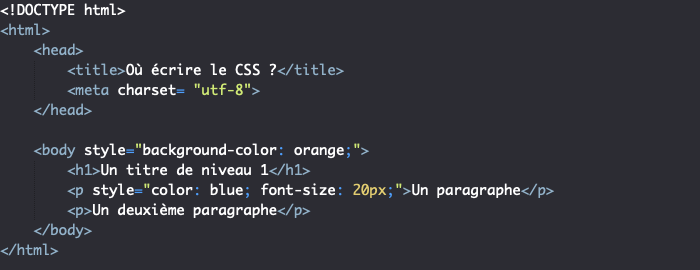 <!DOCTYPE html>
<html>
<head>
<title>Où écrire le CSS ?</title>
<meta charset= "utf-8">
</head>
<body style="background-color: orange;">
<h1>Un titre de niveau 1</h1>
<p style="color: blue; font-size: 20px;">Un paragraphe</p>
<p>Un deuxième paragraphe</p>
</body>
</html>